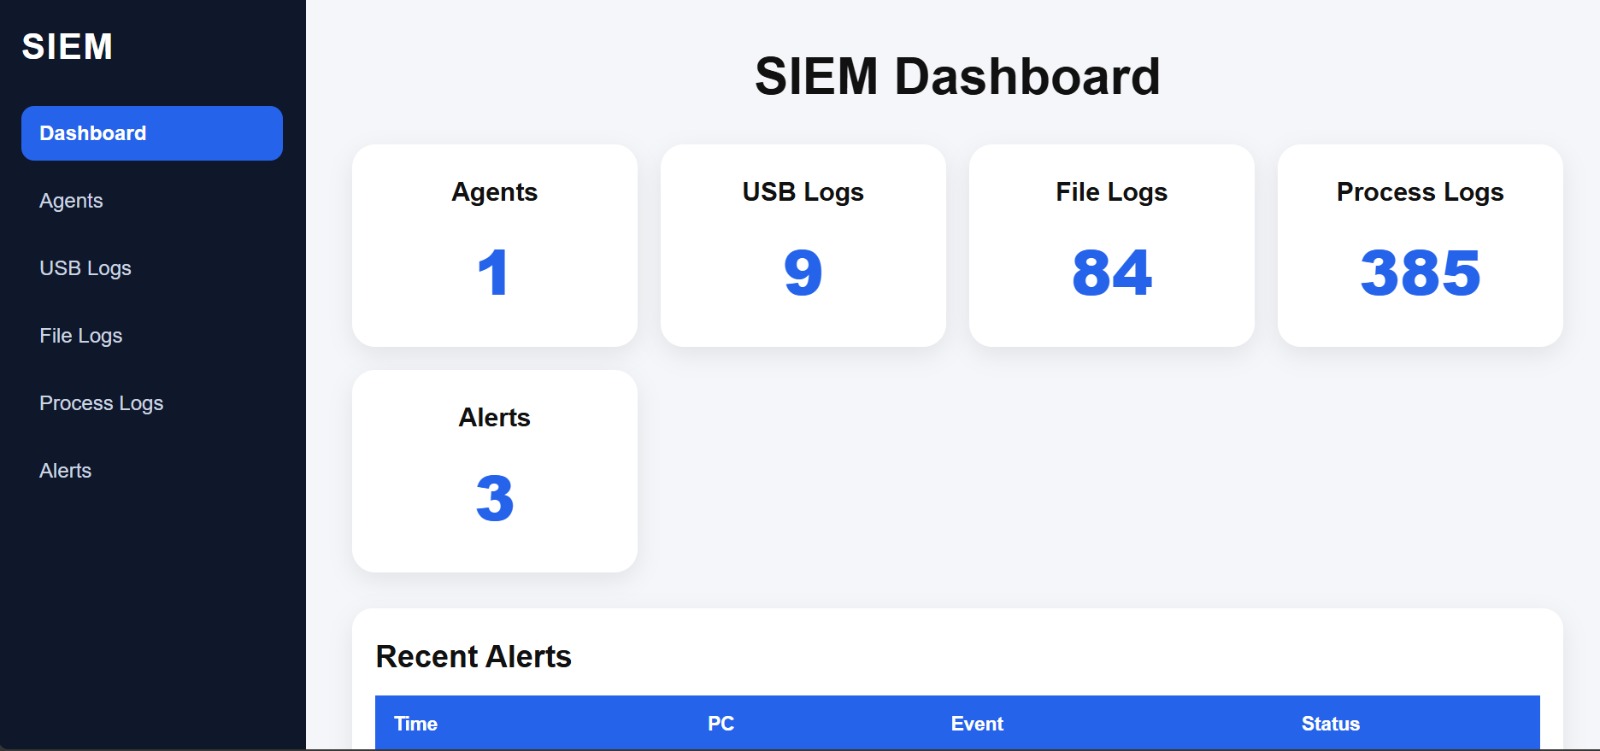 SIEM
Dashboard
Agents
USB Logs
File Logs
Process Logs
Alerts
SIEM Dashboard
Agents
1
USB Logs
9
File Logs
84
Process Logs
385
Alerts
3
Recent Alerts
Time PC Event Status